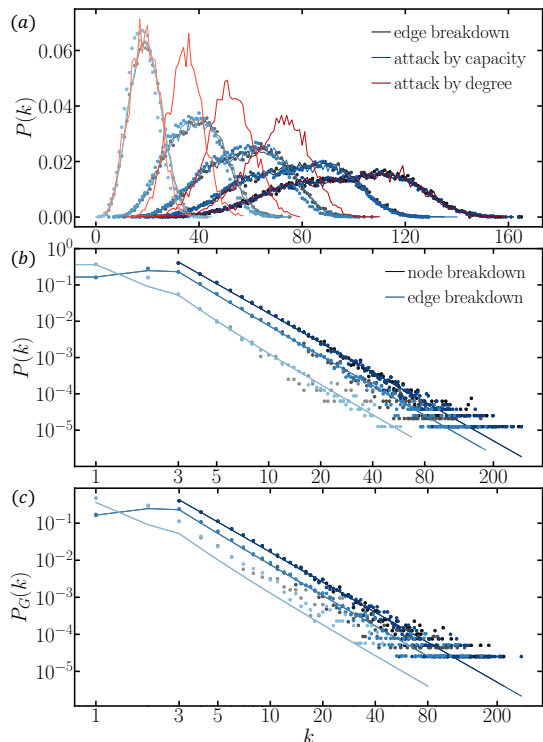 (a)
0.06
0.04
0.02
0.00
P(k)
edge breakdown
attack by capacity
attack by degree
0 40 80 120 160
(b)
10^0
10^-1
10^-2
10^-3
10^-4
10^-5
P(k)
node breakdown
edge breakdown
1 3 5 10 20 40 80 200
(c)
10^-1
10^-2
10^-3
10^-4
10^-5
P_G(k)
1 3 5 10 20 40 80 200
k